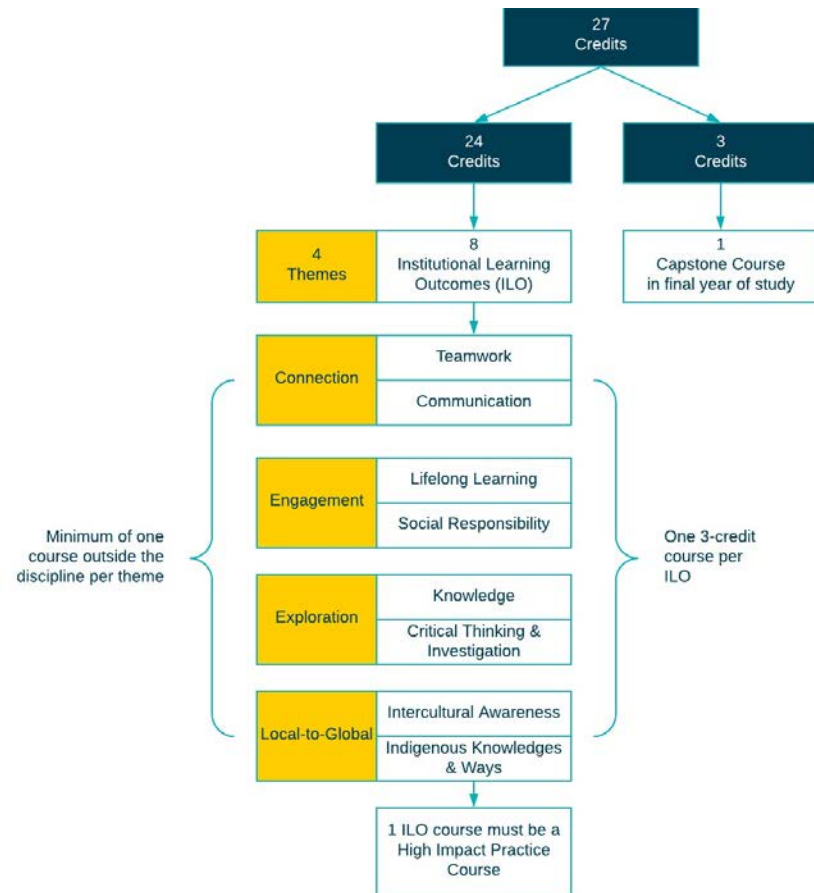 27
Credits
24
Credits
3
Credits
4
Themes
8
Institutional Learning
Outcomes (ILO)
1
Capstone Course
in final year of study
Connection
Teamwork
Communication
Engagement
Lifelong Learning
Social Responsibility
Minimum of one
course outside the
discipline per theme
One 3-credit
course per
ILO
Exploration
Knowledge
Critical Thinking &
Investigation
Local-to-Global
Intercultural Awareness
Indigenous Knowledges
& Ways
1 ILO course must be a
High Impact Practice
Course